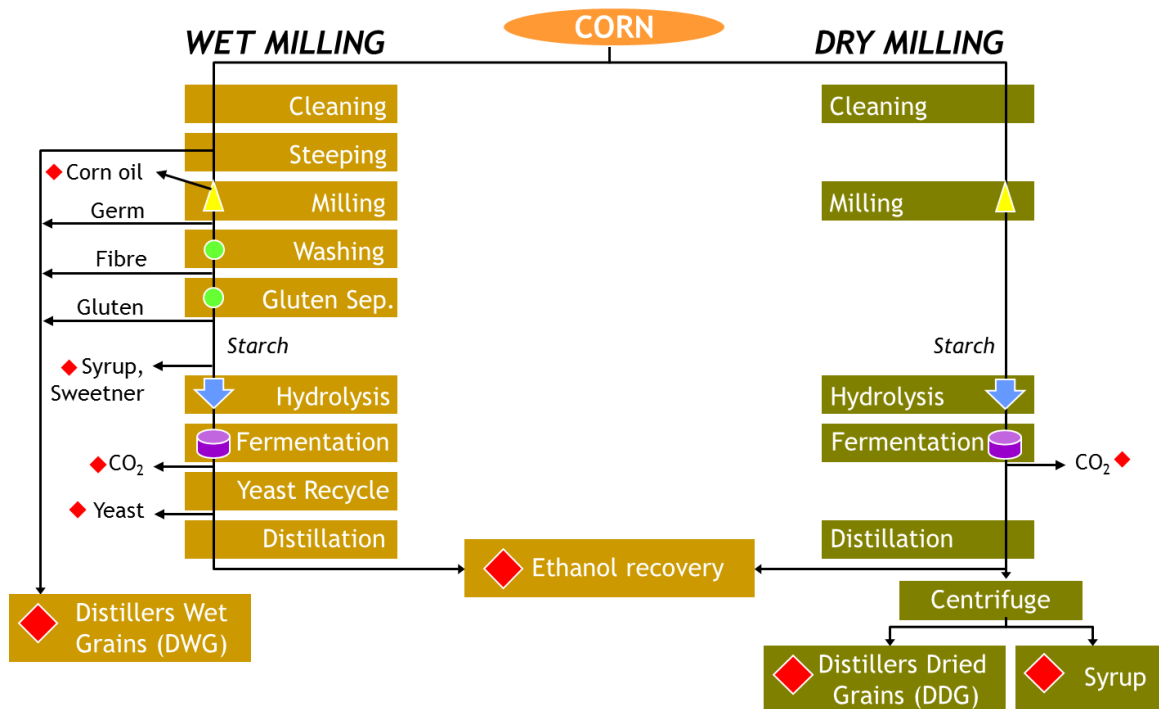 CORN
WET MILLING
DRY MILLING
Cleaning
Steeping
Corn oil
Milling
Germ
Washing
Fibre
Gluten Sep.
Gluten
Starch
Syrup,
Sweetner
Hydrolysis
Fermentation
CO₂
Yeast Recycle
Yeast
Distillation
Distillers Wet
Grains (DWG)
Ethanol recovery
Cleaning
Milling
Starch
Hydrolysis
Fermentation
CO₂
Distillation
Centrifuge
Distillers Dried
Grains (DDG)
Syrup